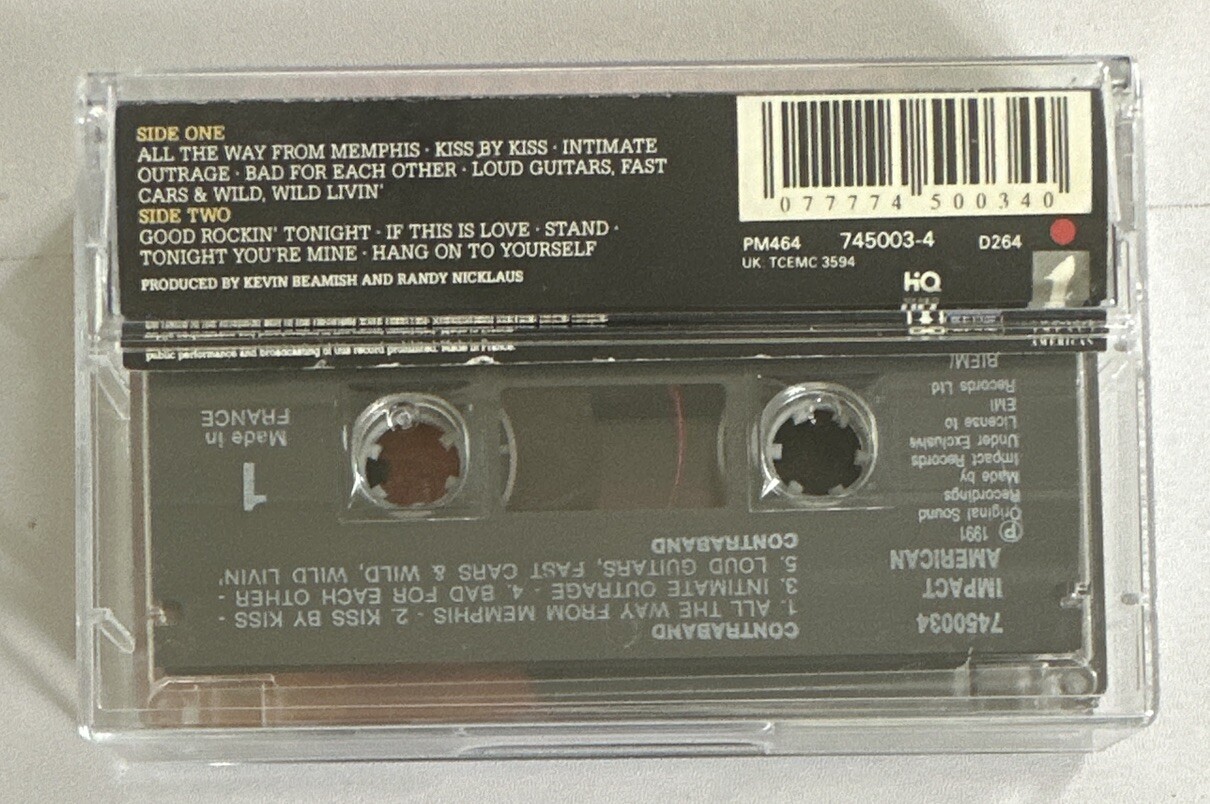 SIDE ONE
ALL THE WAY FROM MEMPHIS · KISS BY KISS · INTIMATE
OUTRAGE · BAD FOR EACH OTHER · LOUD GUITARS, FAST
CARS & WILD, WILD LIVIN'
SIDE TWO
GOOD ROCKIN' TONIGHT · IF THIS IS LOVE · STAND ·
TONIGHT YOU'RE MINE · HANG ON TO YOURSELF
PRODUCED BY KEVIN BEAMISH AND RANDY NICKLAUS
0 77774 50034 0
PM464 745003-4 D264
UK: TCEMC 3594
HQ
public performance and broadcasting of this record prohibited. Made in France.
AMERICAN
7450034
IMPACT
AMERICAN
CONTRABAND
1. ALL THE WAY FROM MEMPHIS - 2. KISS BY KISS -
3. INTIMATE OUTRAGE - 4. BAD FOR EACH OTHER -
5. LOUD GUITARS, FAST CARS & WILD, WILD LIVIN'
CONTRABAND
℗ 1991
Original Sound
Recordings
Made by
Impact Records
Under Exclusive
License to
EMI
Records Ltd
BIEM/
1
Made in
FRANCE